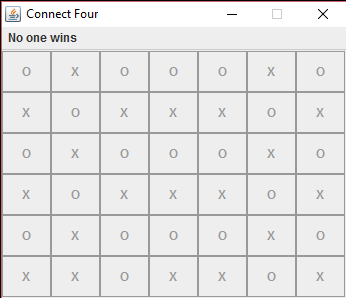 Connect Four
No one wins
O X O O O X O
X O X X X O X
O X O O O X O
X O X X X O X
O X O O O X O
X X O X X O X